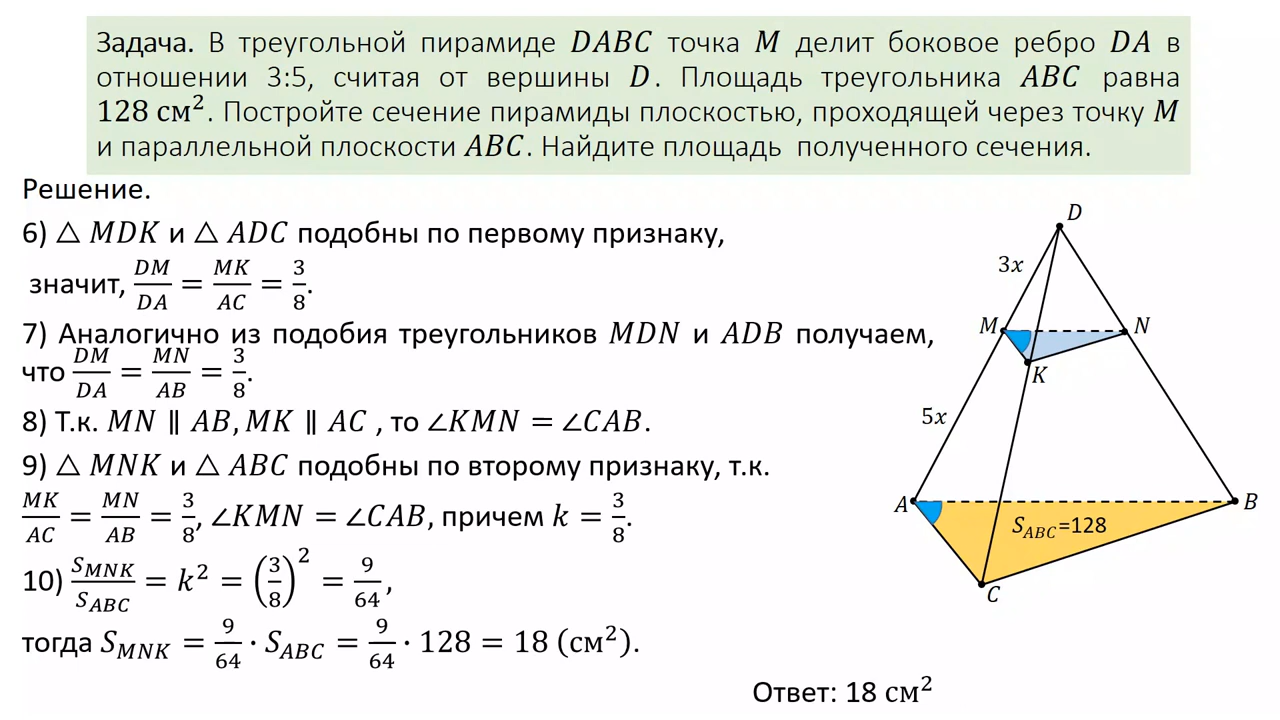 Задача. В треугольной пирамиде DABC точка M делит боковое ребро DA в
отношении 3:5, считая от вершины D. Площадь треугольника ABC равна
128 см². Постройте сечение пирамиды плоскостью, проходящей через точку M
и параллельной плоскости ABC. Найдите площадь полученного сечения.
Решение.
6) △ MDK и △ ADC подобны по первому признаку,
значит, DM/DA = MK/AC = 3/8.
7) Аналогично из подобия треугольников MDN и ADB получаем,
что DM/DA = MN/AB = 3/8.
8) Т.к. MN ∥ AB, MK ∥ AC , то ∠KMN = ∠CAB.
9) △ MNK и △ ABC подобны по второму признаку, т.к.
MK/AC = MN/AB = 3/8, ∠KMN = ∠CAB, причем k = 3/8.
10) S_MNK/S_ABC = k² = (3/8)² = 9/64,
тогда S_MNK = 9/64 · S_ABC = 9/64 · 128 = 18 (см²).
Ответ: 18 см²
D
3x
M
N
K
5x
A
B
S_ABC=128
C